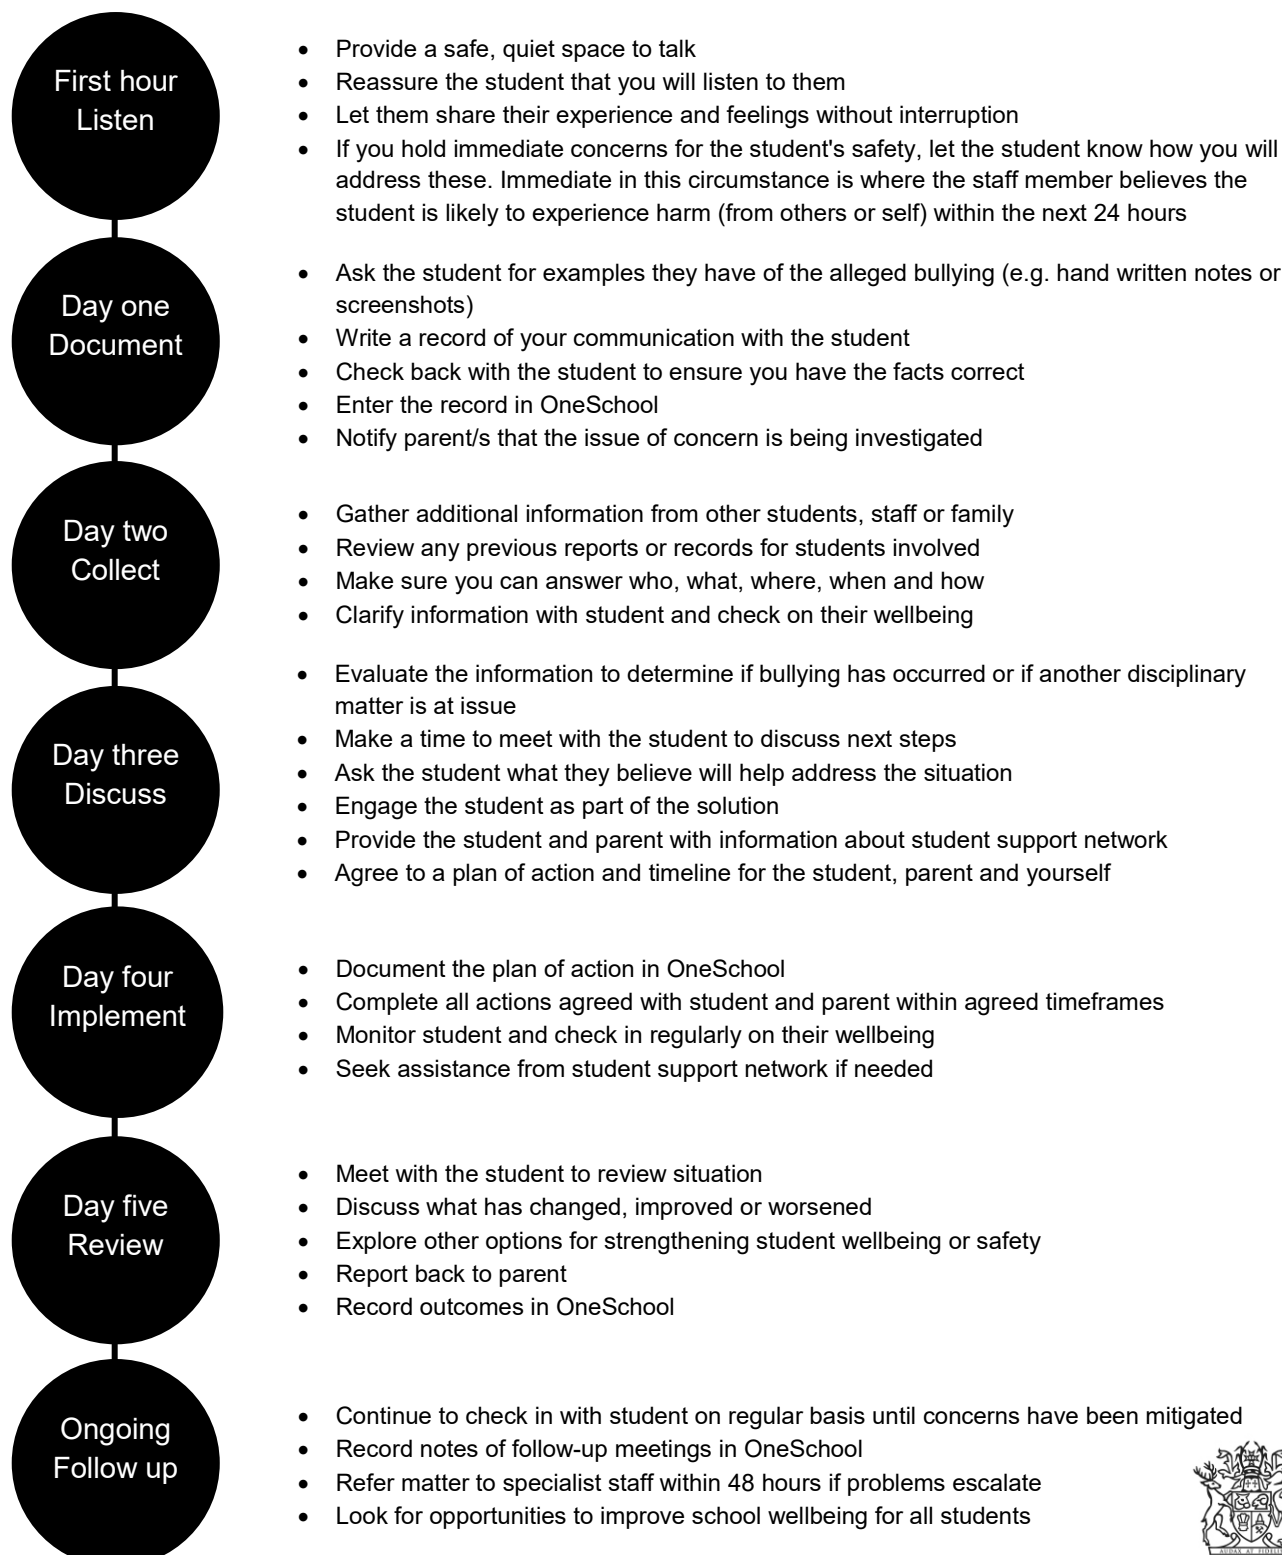 First hour
Listen
• Provide a safe, quiet space to talk
• Reassure the student that you will listen to them
• Let them share their experience and feelings without interruption
• If you hold immediate concerns for the student's safety, let the student know how you will
address these. Immediate in this circumstance is where the staff member believes the
student is likely to experience harm (from others or self) within the next 24 hours
Day one
Document
• Ask the student for examples they have of the alleged bullying (e.g. hand written notes or
screenshots)
• Write a record of your communication with the student
• Check back with the student to ensure you have the facts correct
• Enter the record in OneSchool
• Notify parent/s that the issue of concern is being investigated
Day two
Collect
• Gather additional information from other students, staff or family
• Review any previous reports or records for students involved
• Make sure you can answer who, what, where, when and how
• Clarify information with student and check on their wellbeing
Day three
Discuss
• Evaluate the information to determine if bullying has occurred or if another disciplinary
matter is at issue
• Make a time to meet with the student to discuss next steps
• Ask the student what they believe will help address the situation
• Engage the student as part of the solution
• Provide the student and parent with information about student support network
• Agree to a plan of action and timeline for the student, parent and yourself
Day four
Implement
• Document the plan of action in OneSchool
• Complete all actions agreed with student and parent within agreed timeframes
• Monitor student and check in regularly on their wellbeing
• Seek assistance from student support network if needed
Day five
Review
• Meet with the student to review situation
• Discuss what has changed, improved or worsened
• Explore other options for strengthening student wellbeing or safety
• Report back to parent
• Record outcomes in OneSchool
Ongoing
Follow up
• Continue to check in with student on regular basis until concerns have been mitigated
• Record notes of follow-up meetings in OneSchool
• Refer matter to specialist staff within 48 hours if problems escalate
• Look for opportunities to improve school wellbeing for all students
AUDAX AT